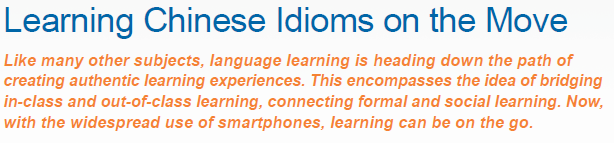 Learning Chinese Idioms on the Move
Like many other subjects, language learning is heading down the path of
creating authentic learning experiences. This encompasses the idea of bridging
in-class and out-of-class learning, connecting formal and social learning. Now,
with the widespread use of smartphones, learning can be on the go.